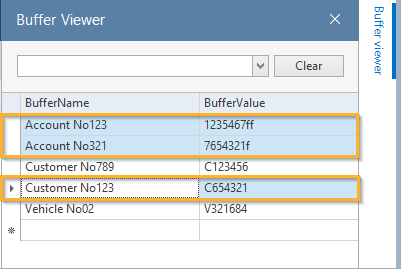 Buffer Viewer
Clear
BufferName BufferValue
Account No123 1235467ff
Account No321 7654321f
Customer No789 C123456
Customer No123 C654321
Vehicle No02 V321684
Buffer viewer